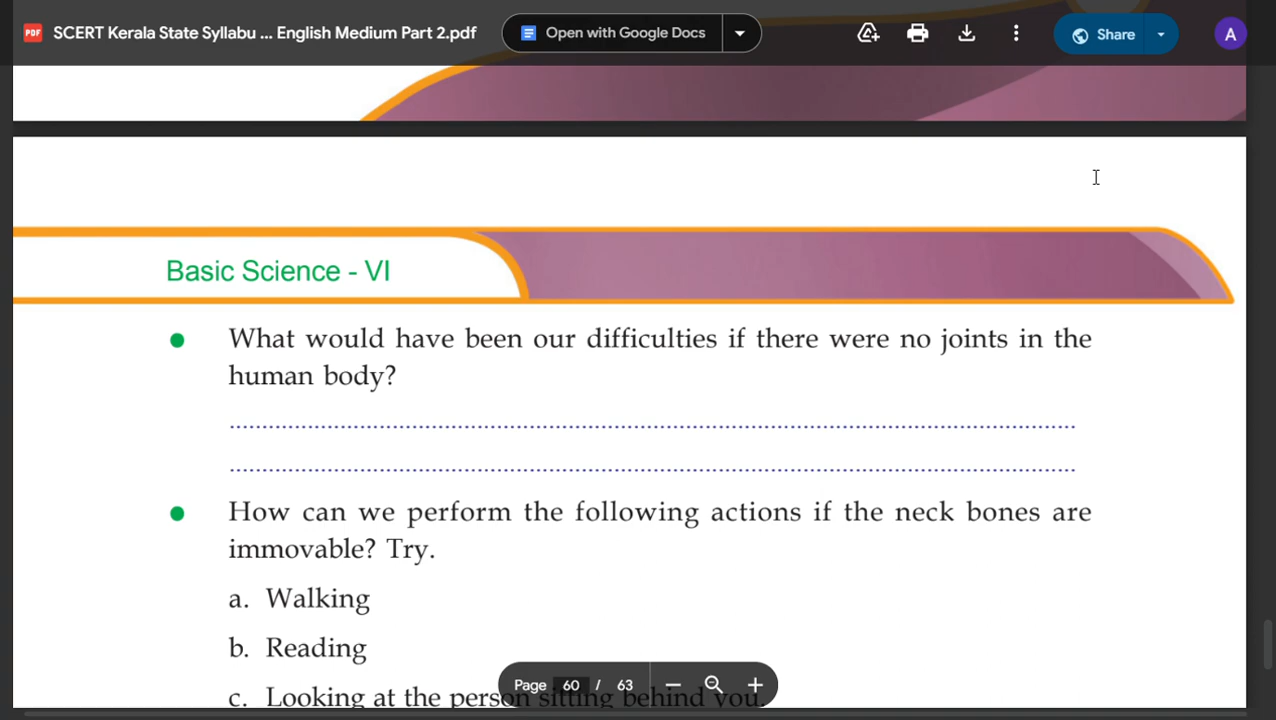 PDF
SCERT Kerala State Syllabu ... English Medium Part 2.pdf
Open with Google Docs
Share
A
Basic Science - VI
What would have been our difficulties if there were no joints in the
human body?
How can we perform the following actions if the neck bones are
immovable? Try.
a. Walking
b. Reading
c. Looking at the person sitting behind you.
Page 60 / 63